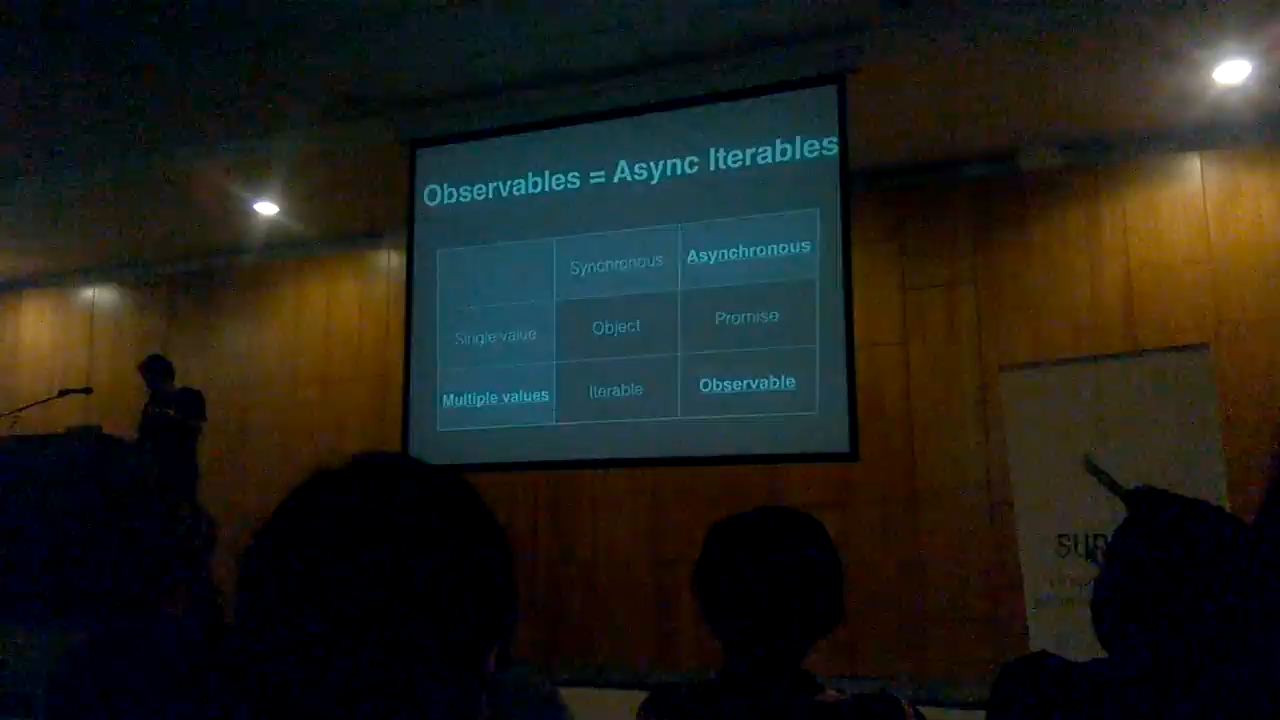 Observables = Async Iterables
Synchronous Asynchronous
Single value Object Promise
Multiple values Iterable Observable